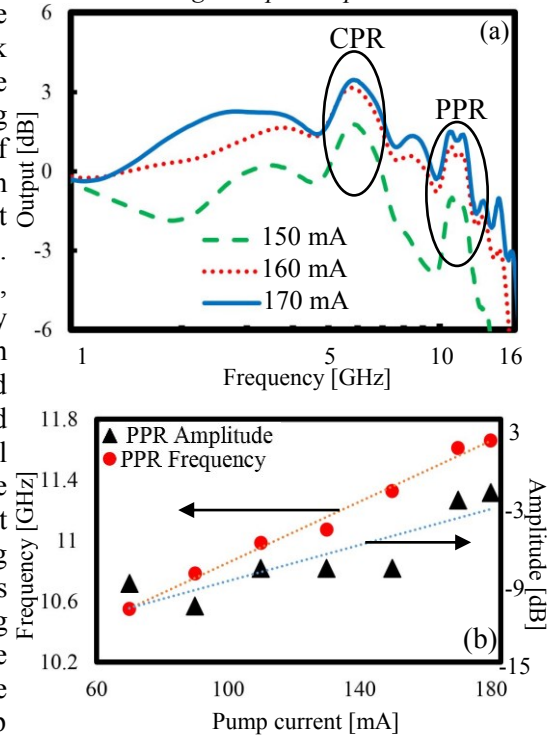 6
(a)
CPR
3
PPR
Output [dB]
0
150 mA
-3
160 mA
170 mA
-6
1
5
10
16
Frequency [GHz]
11.8
3
PPR Amplitude
PPR Frequency
11.4
-3
Frequency [GHz]
11
Amplitude [dB]
-9
10.6
(b)
10.2
-15
60
100
140
180
Pump current [mA]